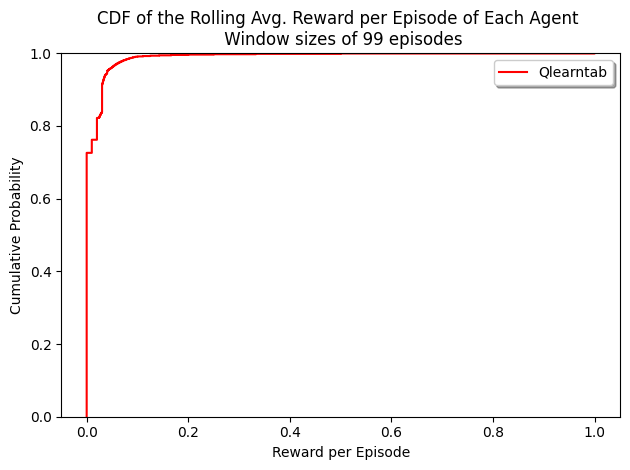 CDF of the Rolling Avg. Reward per Episode of Each Agent
Window sizes of 99 episodes
1.0
0.8
0.6
0.4
0.2
0.0
Cumulative Probability
Qlearntab
0.0 0.2 0.4 0.6 0.8 1.0
Reward per Episode